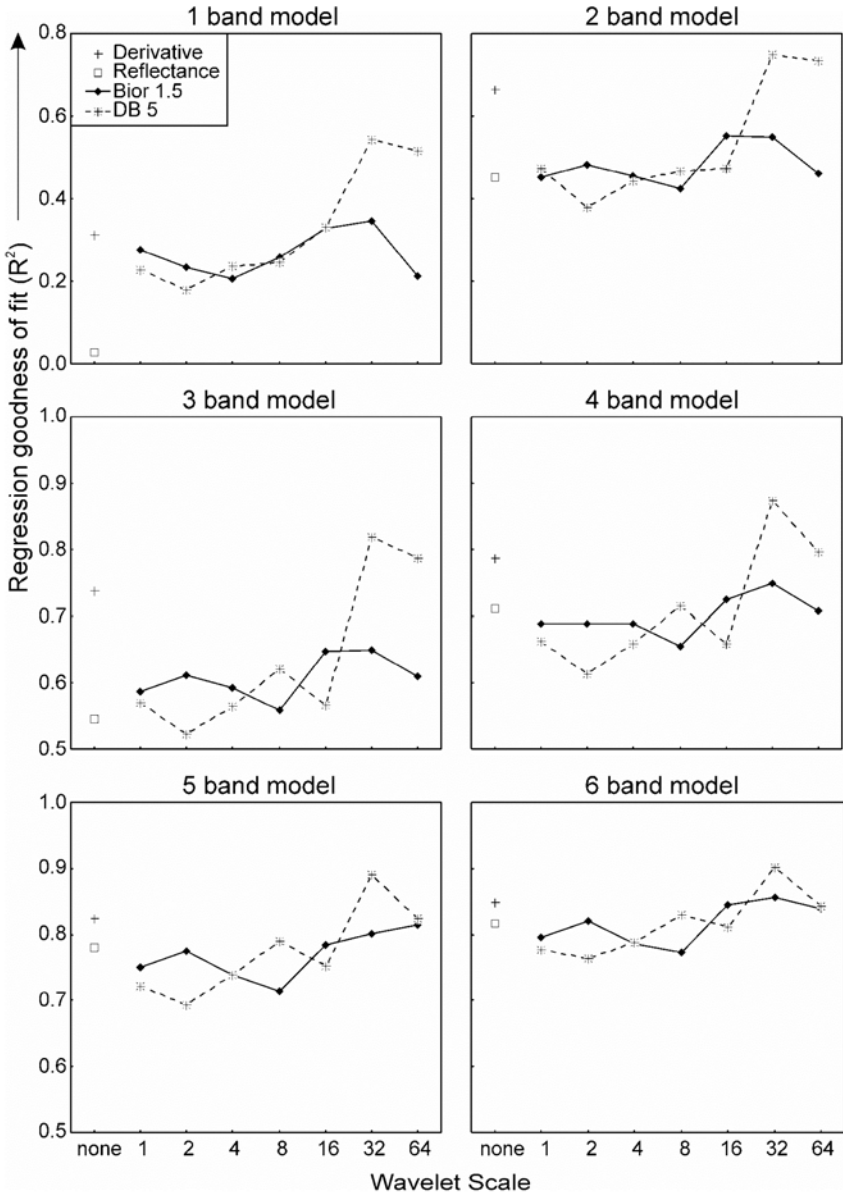 1 band model
2 band model
0.8
0.6
0.4
0.2
0.0
Derivative
Reflectance
Bior 1.5
DB 5
Regression goodness of fit (R²)
3 band model
4 band model
1.0
0.9
0.8
0.7
0.6
0.5
5 band model
6 band model
1.0
0.9
0.8
0.7
0.6
0.5
none 1 2 4 8 16 32 64
none 1 2 4 8 16 32 64
Wavelet Scale